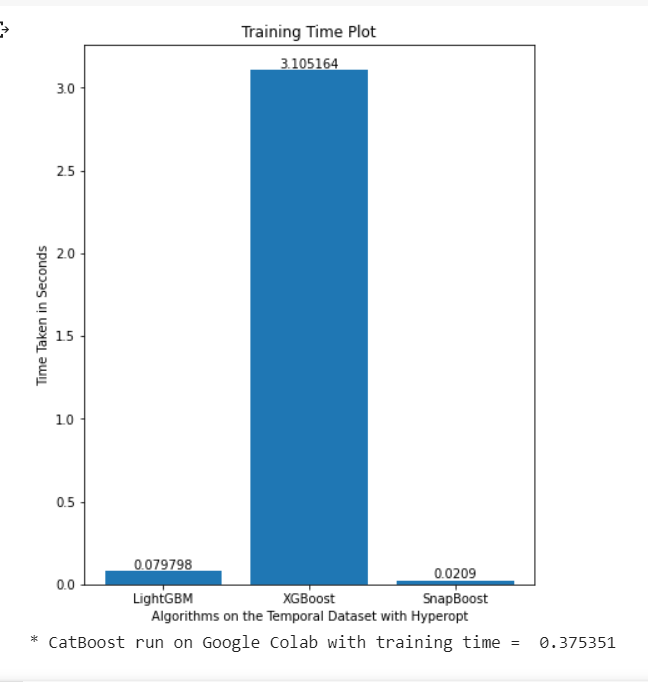 Training Time Plot
3.105164
3.0
2.5
2.0
1.5
1.0
0.5
0.0
Time Taken in Seconds
0.079798
0.0209
LightGBM XGBoost SnapBoost
Algorithms on the Temporal Dataset with Hyperopt
* CatBoost run on Google Colab with training time = 0.375351